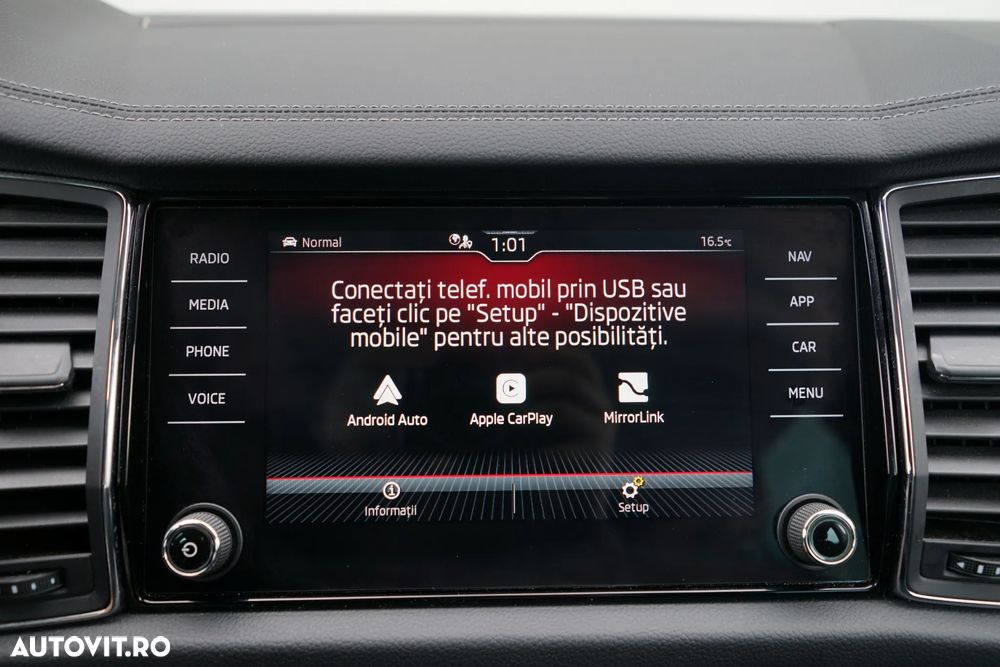 Normal
1:01
16.5°C
RADIO
MEDIA
PHONE
VOICE
Conectați telef. mobil prin USB sau
faceți clic pe "Setup" - "Dispozitive
mobile" pentru alte posibilități.
Android Auto
Apple CarPlay
MirrorLink
Informații
Setup
NAV
APP
CAR
MENU
AUTOVIT.RO